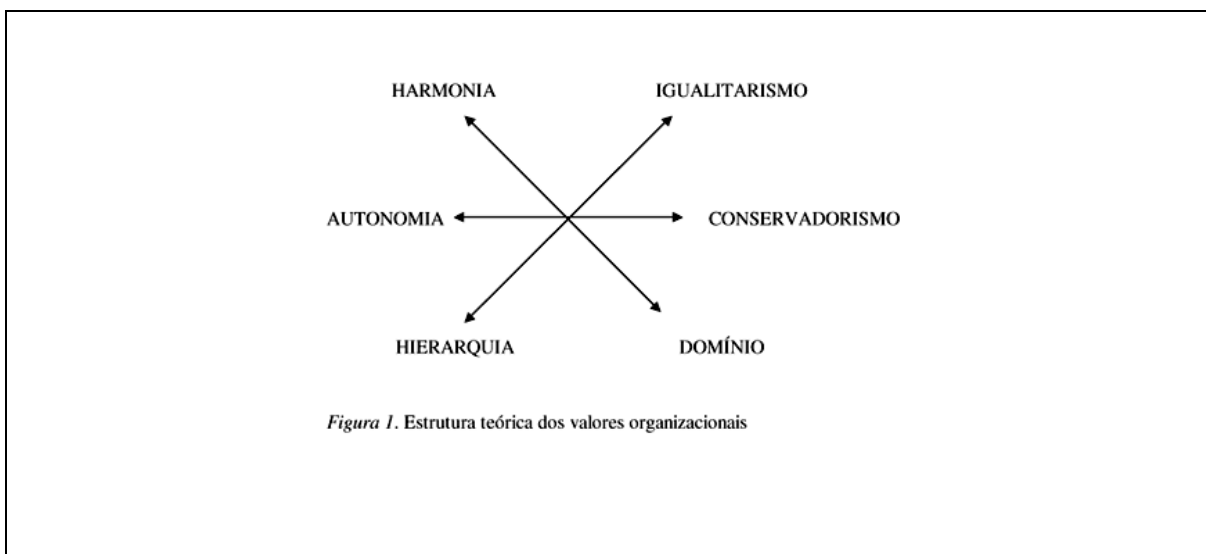 HARMONIA IGUALITARISMO
AUTONOMIA CONSERVADORISMO
HIERARQUIA DOMÍNIO
Figura 1. Estrutura teórica dos valores organizacionais